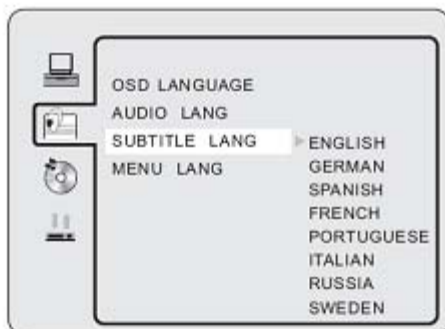 OSD LANGUAGE
AUDIO LANG
SUBTITLE LANG
MENU LANG
ENGLISH
GERMAN
SPANISH
FRENCH
PORTUGUESE
ITALIAN
RUSSIA
SWEDEN